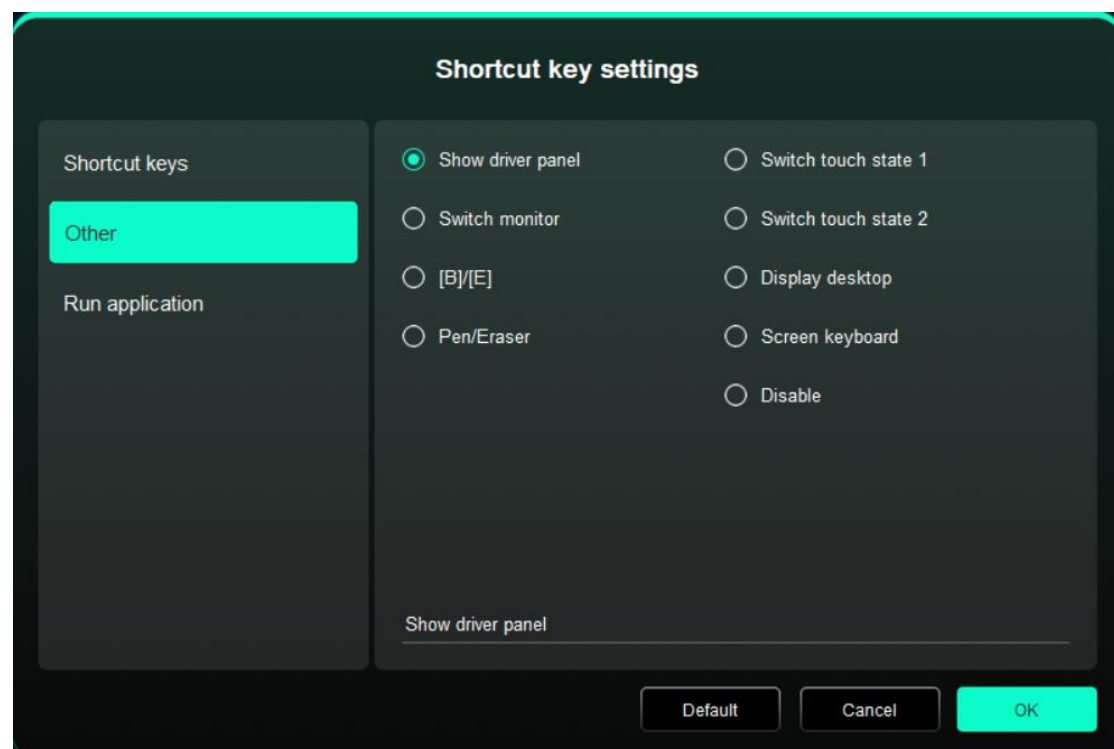 Shortcut key settings
Shortcut keys
Other
Run application
Show driver panel
Switch monitor
[B]/[E]
Pen/Eraser
Switch touch state 1
Switch touch state 2
Display desktop
Screen keyboard
Disable
Show driver panel
Default
Cancel
OK